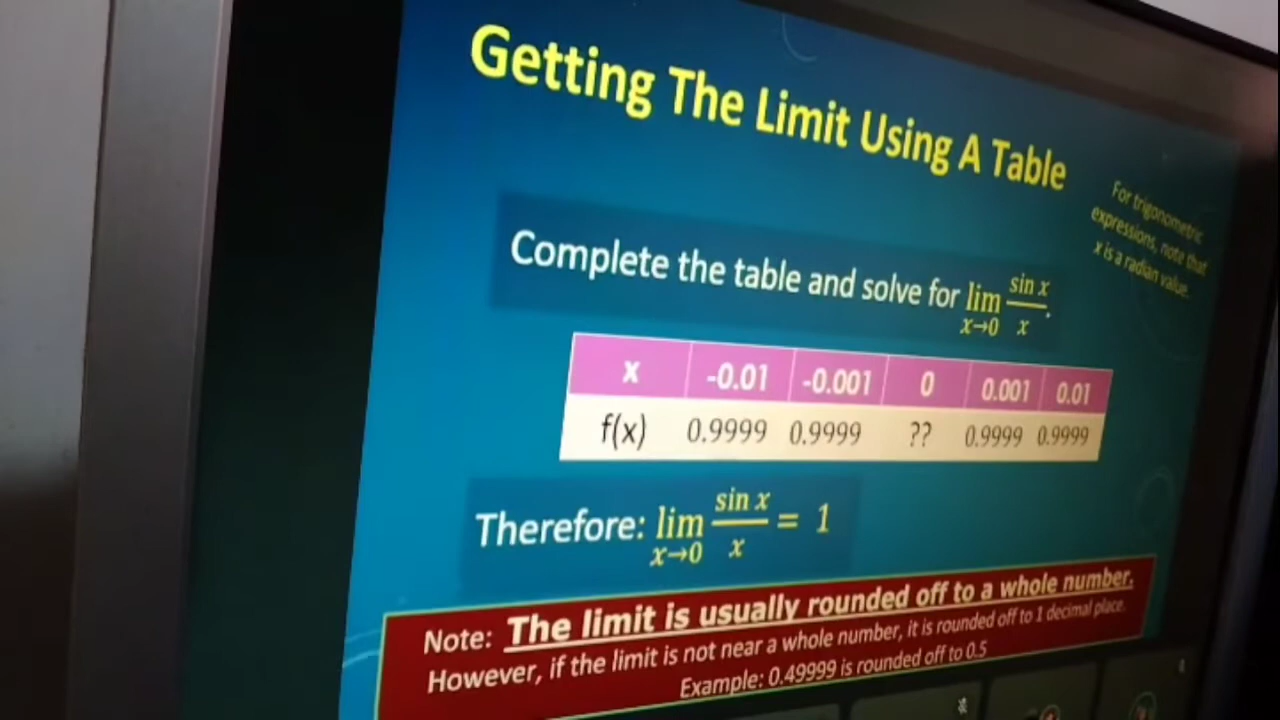 Getting The Limit Using A Table
For trigonometric
expressions, note that
x is a radian value.
Complete the table and solve for lim sin x / x.
x→0
x -0.01 -0.001 0 0.001 0.01
f(x) 0.9999 0.9999 ?? 0.9999 0.9999
Therefore: lim sin x / x = 1
x→0
Note: The limit is usually rounded off to a whole number.
However, if the limit is not near a whole number, it is rounded off to 1 decimal place.
Example: 0.49999 is rounded off to 0.5